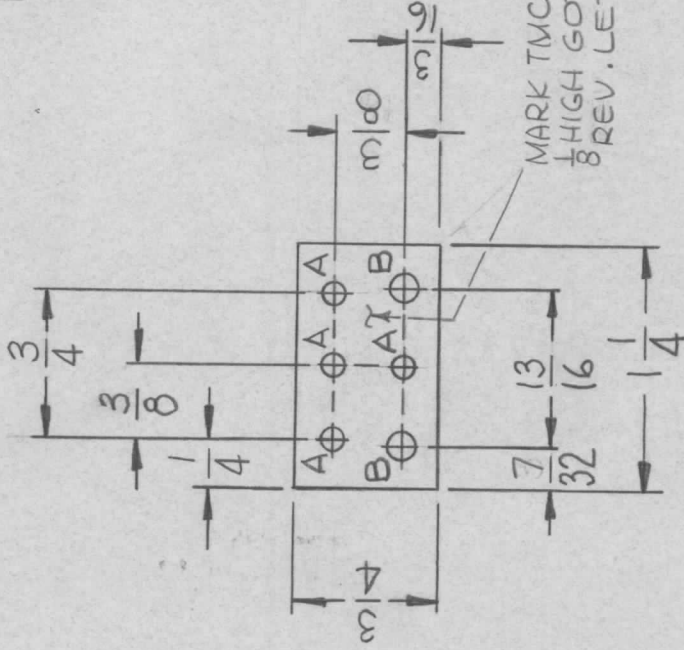 3/4
3/8
1/4
A A A
B A B
3/8
3/16
3/4
7/32
13/16
1 1/4
MARK TMC
1/8 HIGH GO
REV. LE